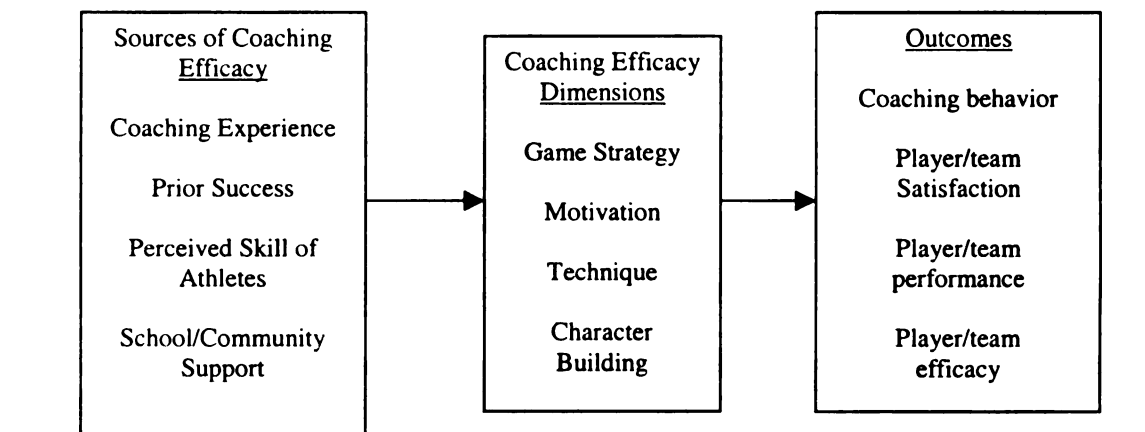 Sources of Coaching
Efficacy
Coaching Experience
Prior Success
Perceived Skill of
Athletes
School/Community
Support
Coaching Efficacy
Dimensions
Game Strategy
Motivation
Technique
Character
Building
Outcomes
Coaching behavior
Player/team
Satisfaction
Player/team
performance
Player/team
efficacy